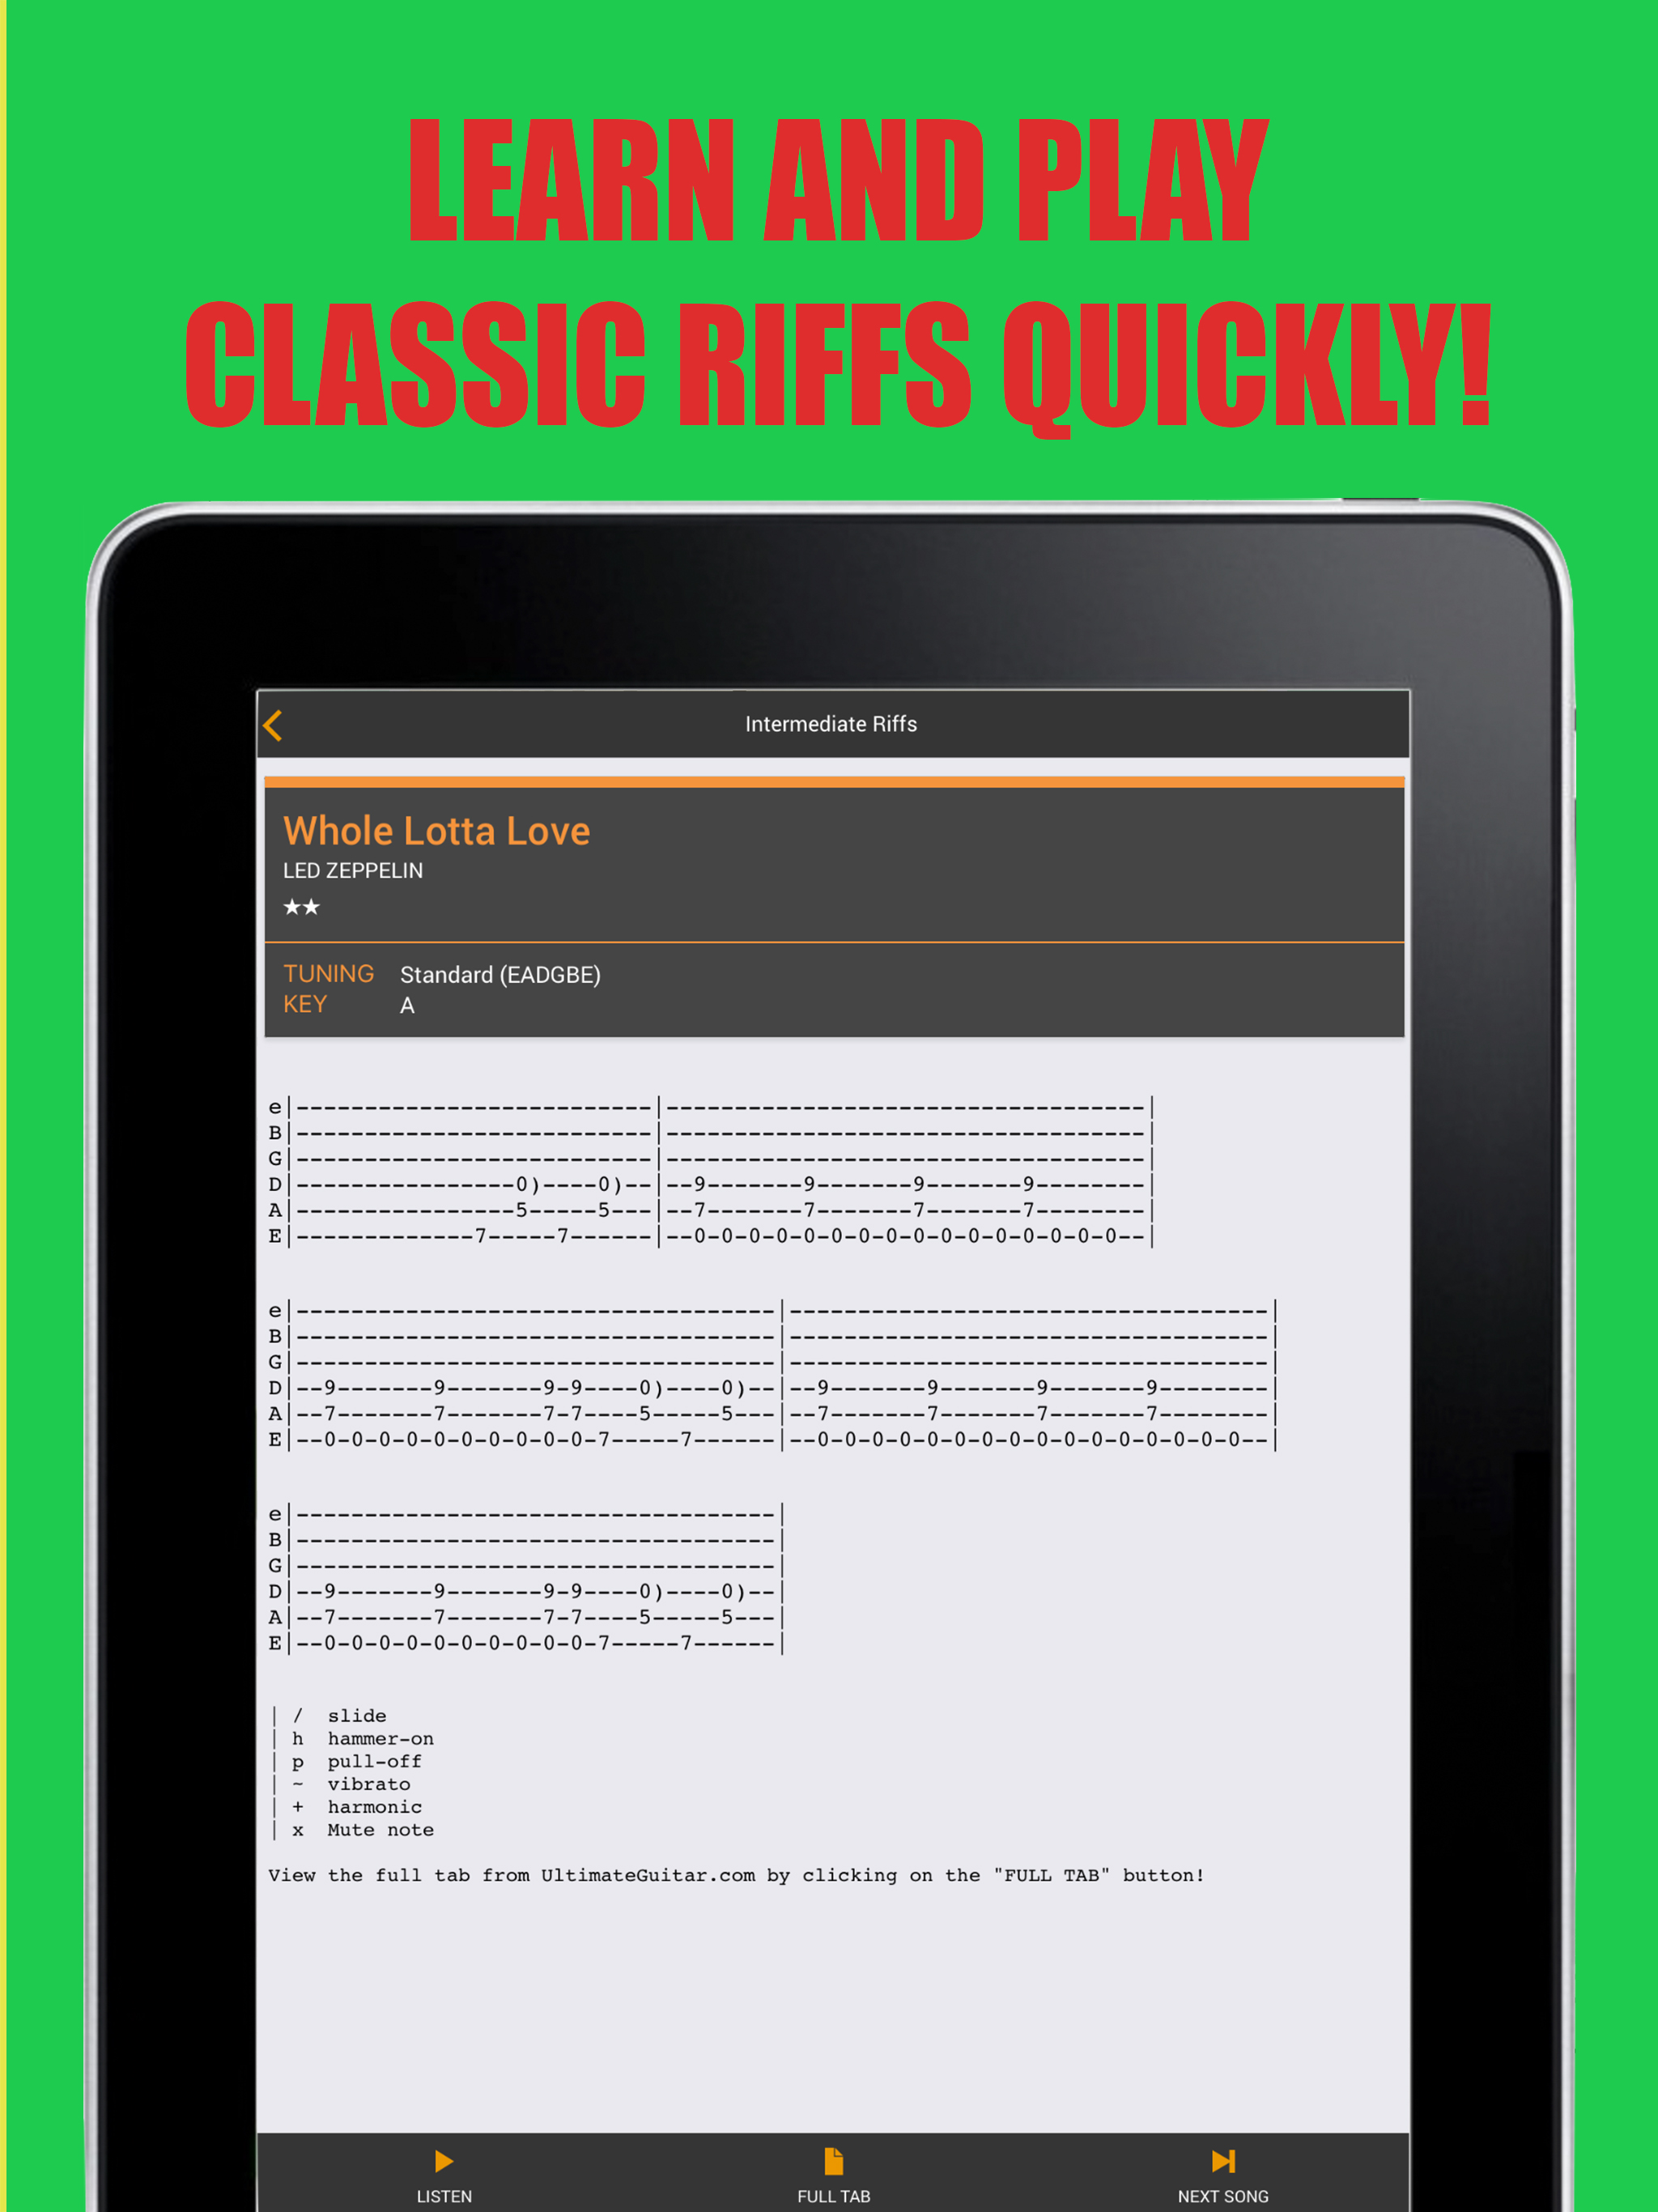 LEARN AND PLAY
CLASSIC RIFFS QUICKLY!
Intermediate Riffs
Whole Lotta Love
LED ZEPPELIN
★★
TUNING Standard (EADGBE)
KEY A
e|--------------------------|-----------------------------------|
B|--------------------------|-----------------------------------|
G|--------------------------|-----------------------------------|
D|----------------0)----0)--|--9-------9-------9-------9--------|
A|----------------5-----5---|--7-------7-------7-------7--------|
E|-------------7-----7------|--0-0-0-0-0-0-0-0-0-0-0-0-0-0-0-0--|
e|-----------------------------------|-----------------------------------|
B|-----------------------------------|-----------------------------------|
G|-----------------------------------|-----------------------------------|
D|--9-------9-------9-9----0)----0)--|--9-------9-------9-------9--------|
A|--7-------7-------7-7----5-----5---|--7-------7-------7-------7--------|
E|--0-0-0-0-0-0-0-0-0-0-7-----7------|--0-0-0-0-0-0-0-0-0-0-0-0-0-0-0-0--|
e|-----------------------------------|
B|-----------------------------------|
G|-----------------------------------|
D|--9-------9-------9-9----0)----0)--|
A|--7-------7-------7-7----5-----5---|
E|--0-0-0-0-0-0-0-0-0-0-7-----7------|
| / slide
| h hammer-on
| p pull-off
| ~ vibrato
| + harmonic
| x Mute note
View the full tab from UltimateGuitar.com by clicking on the "FULL TAB" button!
LISTEN FULL TAB NEXT SONG